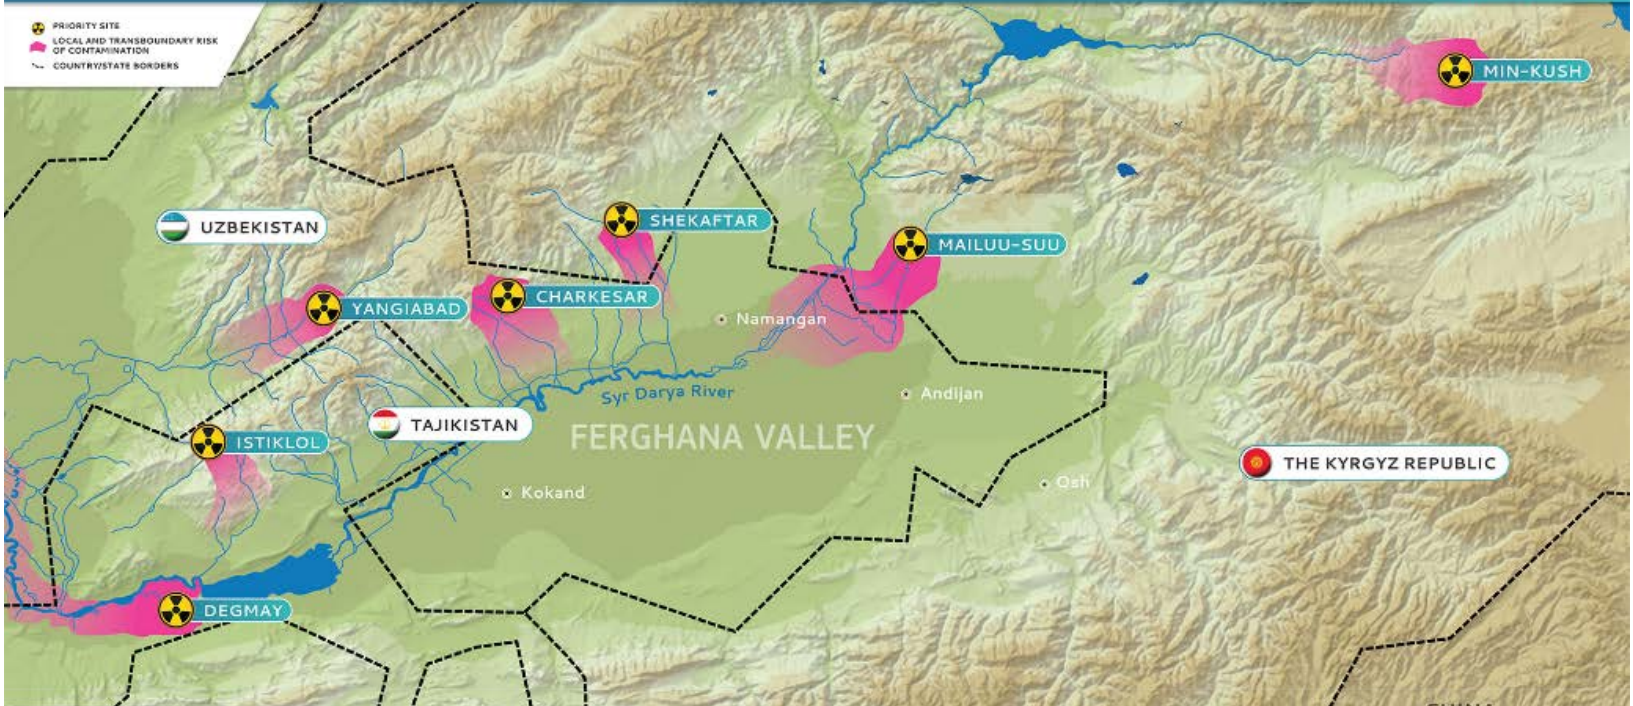 PRIORITY SITE
LOCAL AND TRANSBOUNDARY RISK
OF CONTAMINATION
COUNTRY/STATE BORDERS
MIN-KUSH
UZBEKISTAN
SHEKAFTAR
MAILUU-SUU
YANGIABAD
CHARKESAR
Namangan
Syr Darya River
Andijan
TAJIKISTAN
ISTIKLOL
FERGHANA VALLEY
THE KYRGYZ REPUBLIC
Kokand
Osh
DEGMAY